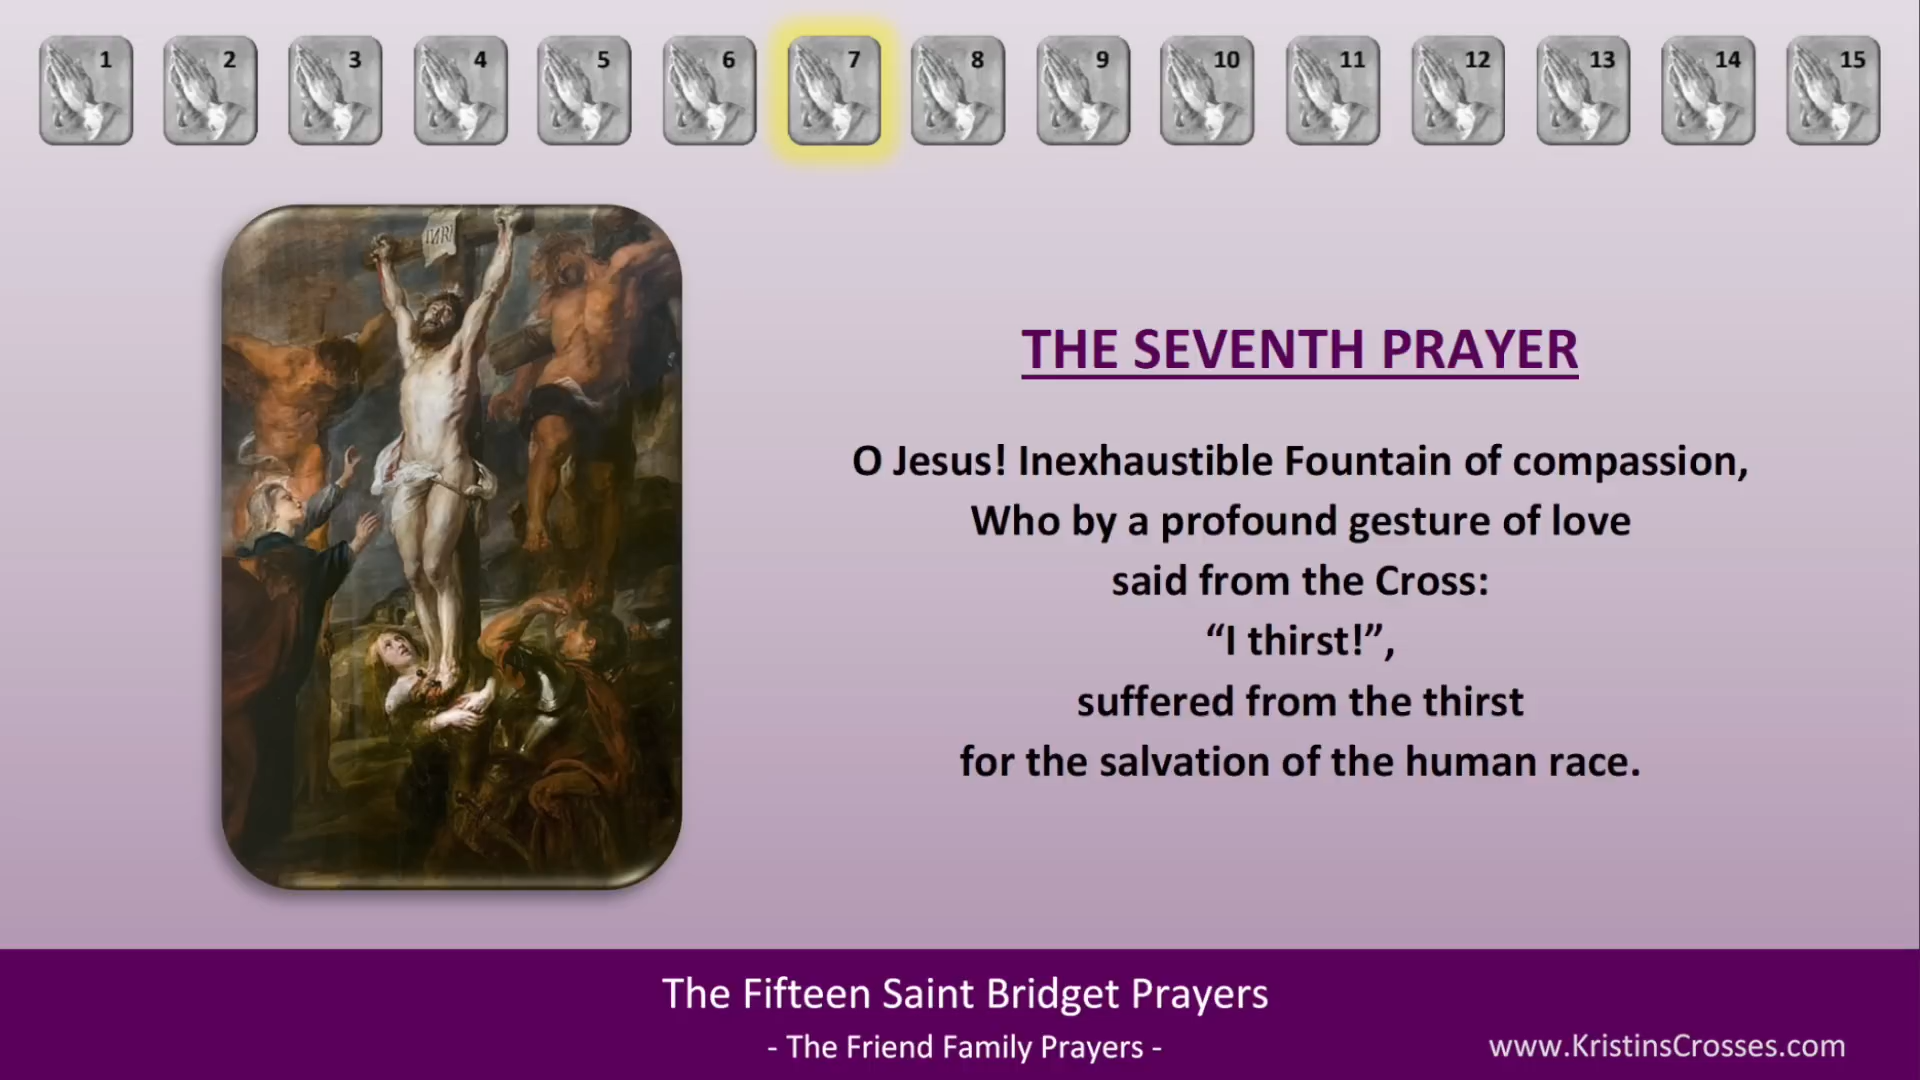 1 2 3 4 5 6 7 8 9 10 11 12 13 14 15
INRI
THE SEVENTH PRAYER
O Jesus! Inexhaustible Fountain of compassion,
Who by a profound gesture of love
said from the Cross:
“I thirst!”,
suffered from the thirst
for the salvation of the human race.
The Fifteen Saint Bridget Prayers
- The Friend Family Prayers -
www.KristinsCrosses.com